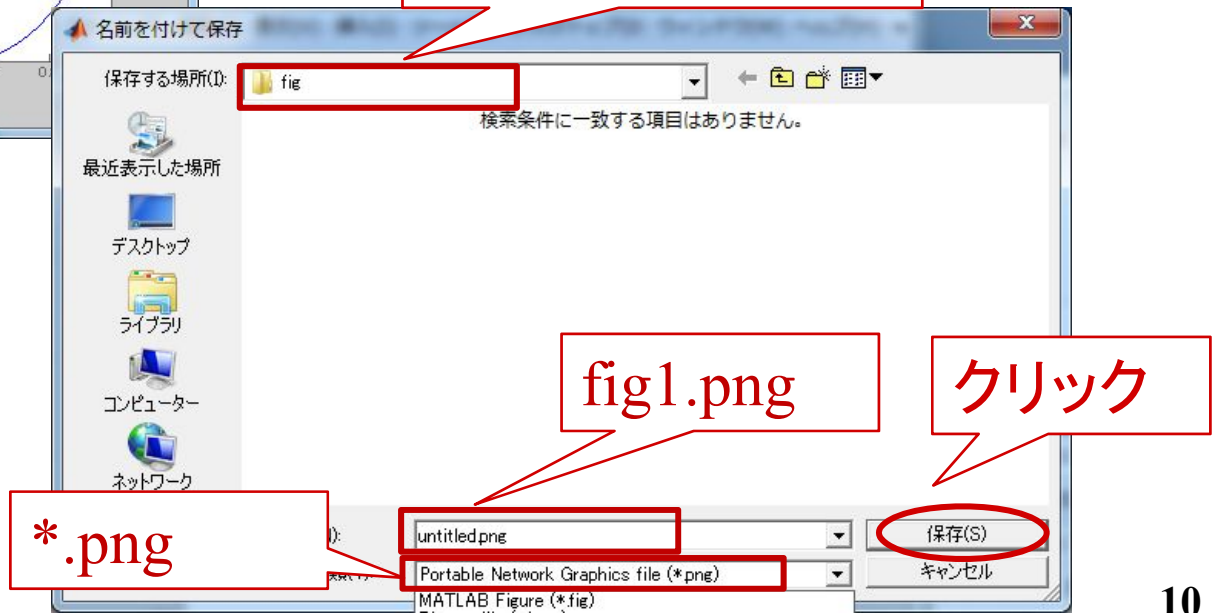 名前を付けて保存
保存する場所(I):
fig
検索条件に一致する項目はありません。
最近表示した場所
デスクトップ
ライブラリ
コンピューター
ネットワーク
fig1.png
クリック
*.png
untitled.png
保存(S)
Portable Network Graphics file (*.png)
キャンセル
MATLAB Figure (*.fig)
10